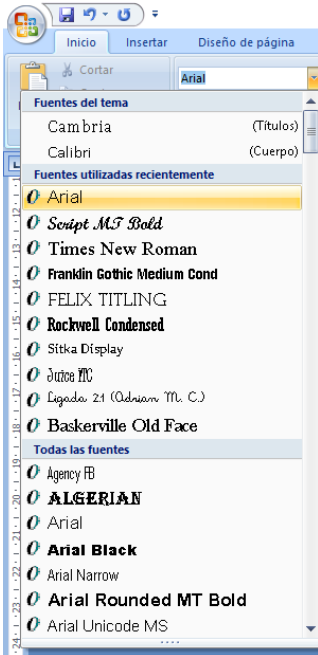 Inicio Insertar Diseño de página
Cortar
Arial
Fuentes del tema
Cambria (Títulos)
Calibri (Cuerpo)
Fuentes utilizadas recientemente
Arial
Script MT Bold
Times New Roman
Franklin Gothic Medium Cond
FELIX TITLING
Rockwell Condensed
Sitka Display
Juice ITC
Ligada 21 (Adrian M. C.)
Baskerville Old Face
Todas las fuentes
Agency FB
ALGERIAN
Arial
Arial Black
Arial Narrow
Arial Rounded MT Bold
Arial Unicode MS